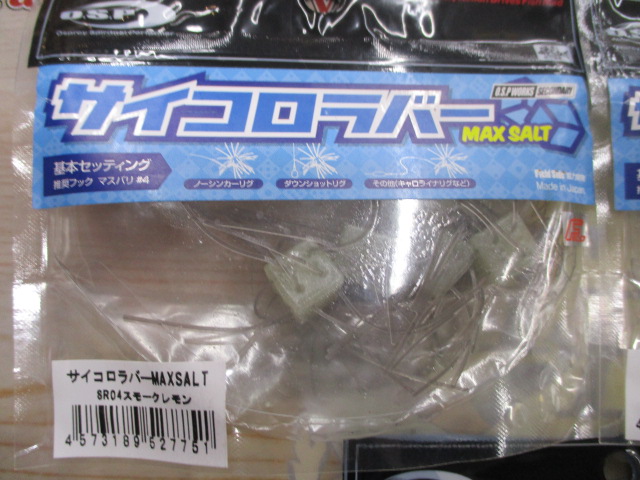 O.S.P
サイコロラバー
O.S.P WORKS SECONDARY
MAX SALT
基本セッティング
推奨フック マスバリ #4
ノーシンカーリグ
ダウンショットリグ
その他(キャロライナリグなど)
Made in Japan
サイコロラバーMAXSALT
SR04スモークレモン
4573189527751